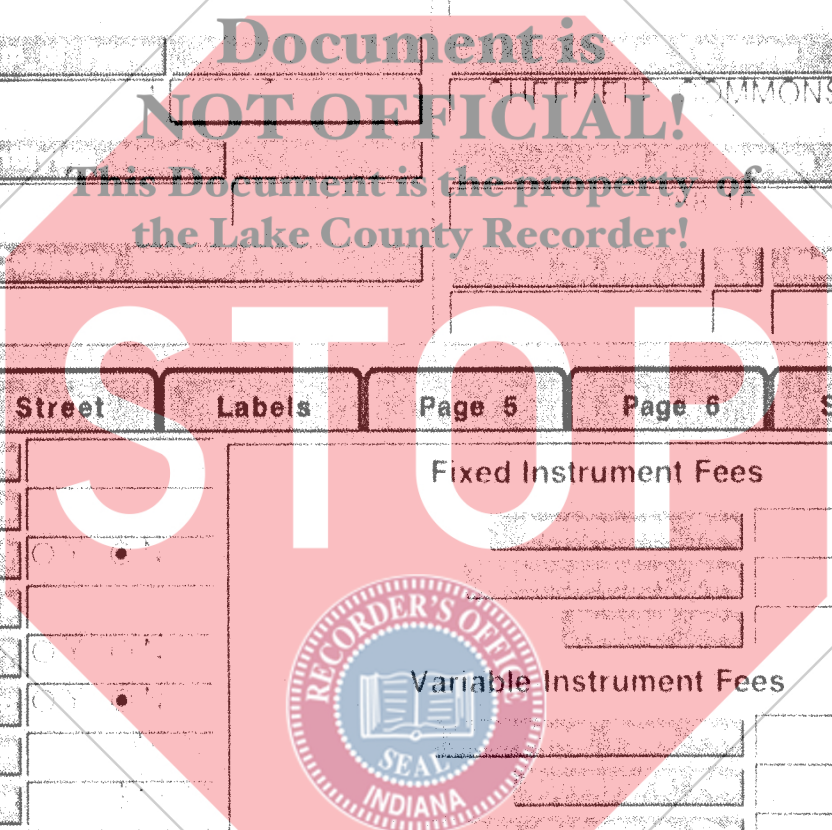 Document is
NOT OFFICIAL!
This Document is the property of
the Lake County Recorder!
STOP
Street
Labels
Page 5
Page 6
Fixed Instrument Fees
Variable Instrument Fees
RECORDER'S OFFICE
SEAL
INDIANA